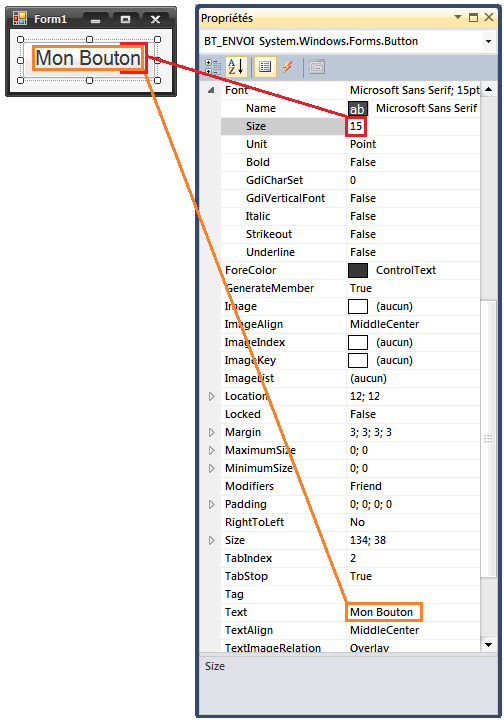 Form1
Mon Bouton
Propriétés
BT_ENVOI System.Windows.Forms.Button
Font Microsoft Sans Serif; 15pt
Name ab Microsoft Sans Serif
Size 15
Unit Point
Bold False
GdiCharSet 0
GdiVerticalFont False
Italic False
Strikeout False
Underline False
ForeColor ControlText
GenerateMember True
Image (aucun)
ImageAlign MiddleCenter
ImageIndex (aucun)
ImageKey (aucun)
ImageList (aucun)
Location 12; 12
Locked False
Margin 3; 3; 3; 3
MaximumSize 0; 0
MinimumSize 0; 0
Modifiers Friend
Padding 0; 0; 0; 0
RightToLeft No
Size 134; 38
TabIndex 2
TabStop True
Tag
Text Mon Bouton
TextAlign MiddleCenter
TextImageRelation Overlay
Size